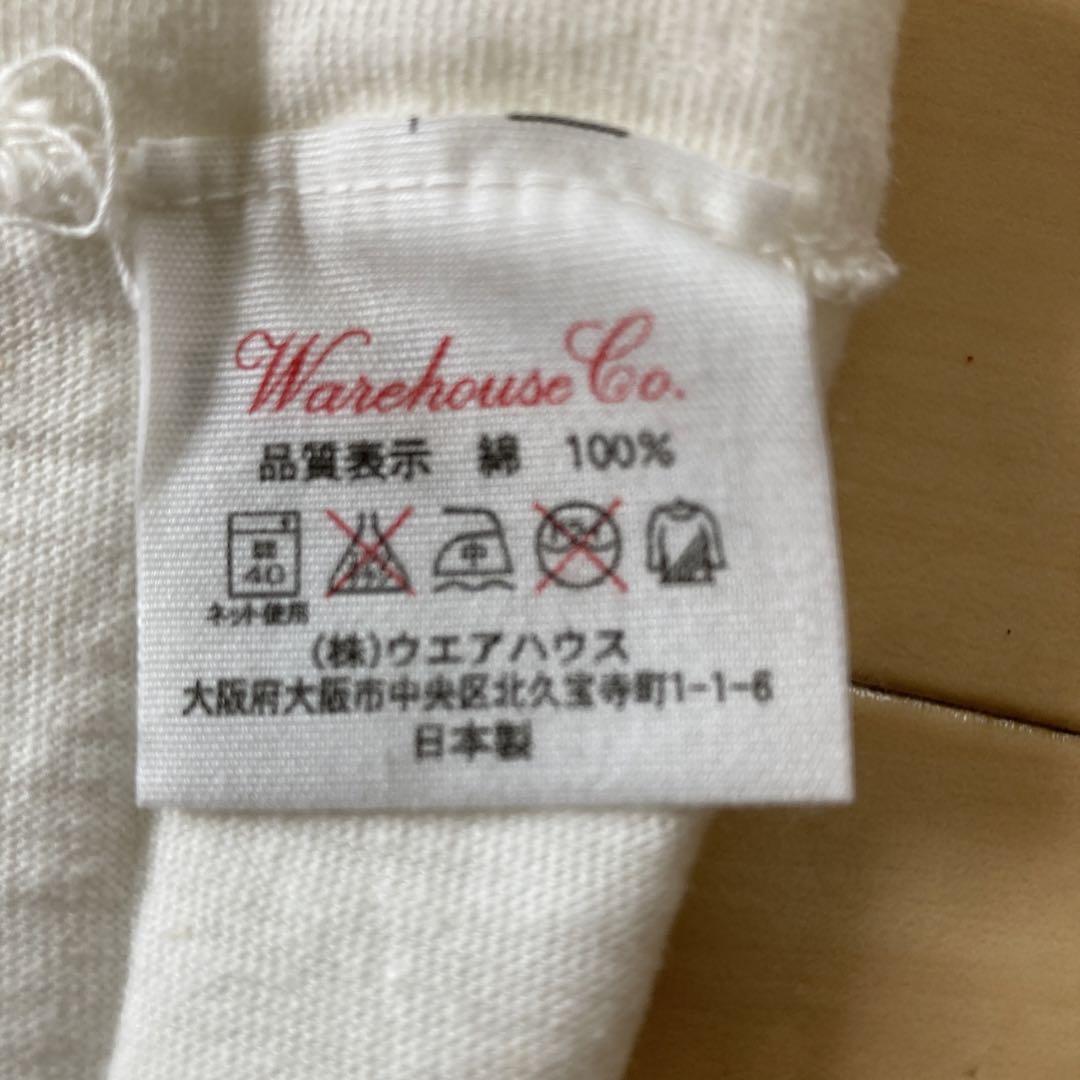 Warehouse Co.
品質表示 綿 100%
40 中
ネット使用
(株)ウエアハウス
大阪府大阪市中央区北久宝寺町1-1-6
日本製